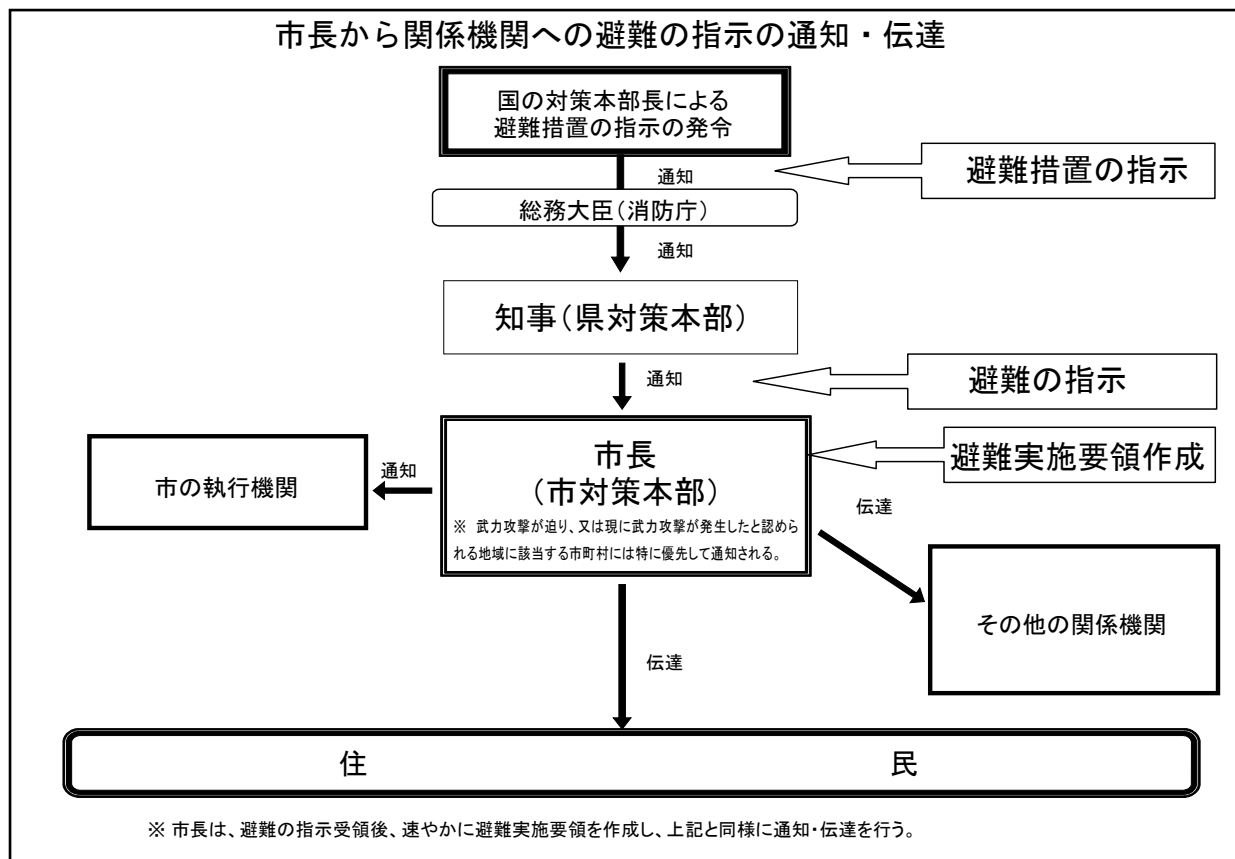 市長から関係機関への避難の指示の通知・伝達
国の対策本部長による
避難措置の指示の発令
通知
避難措置の指示
総務大臣(消防庁)
通知
知事(県対策本部)
通知
避難の指示
市の執行機関
通知
市長
(市対策本部)
※ 武力攻撃が迫り、又は現に武力攻撃が発生したと認めら
れる地域に該当する市町村には特に優先して通知される。
避難実施要領作成
伝達
その他の関係機関
伝達
住 民
※ 市長は、避難の指示受領後、速やかに避難実施要領を作成し、上記と同様に通知・伝達を行う。